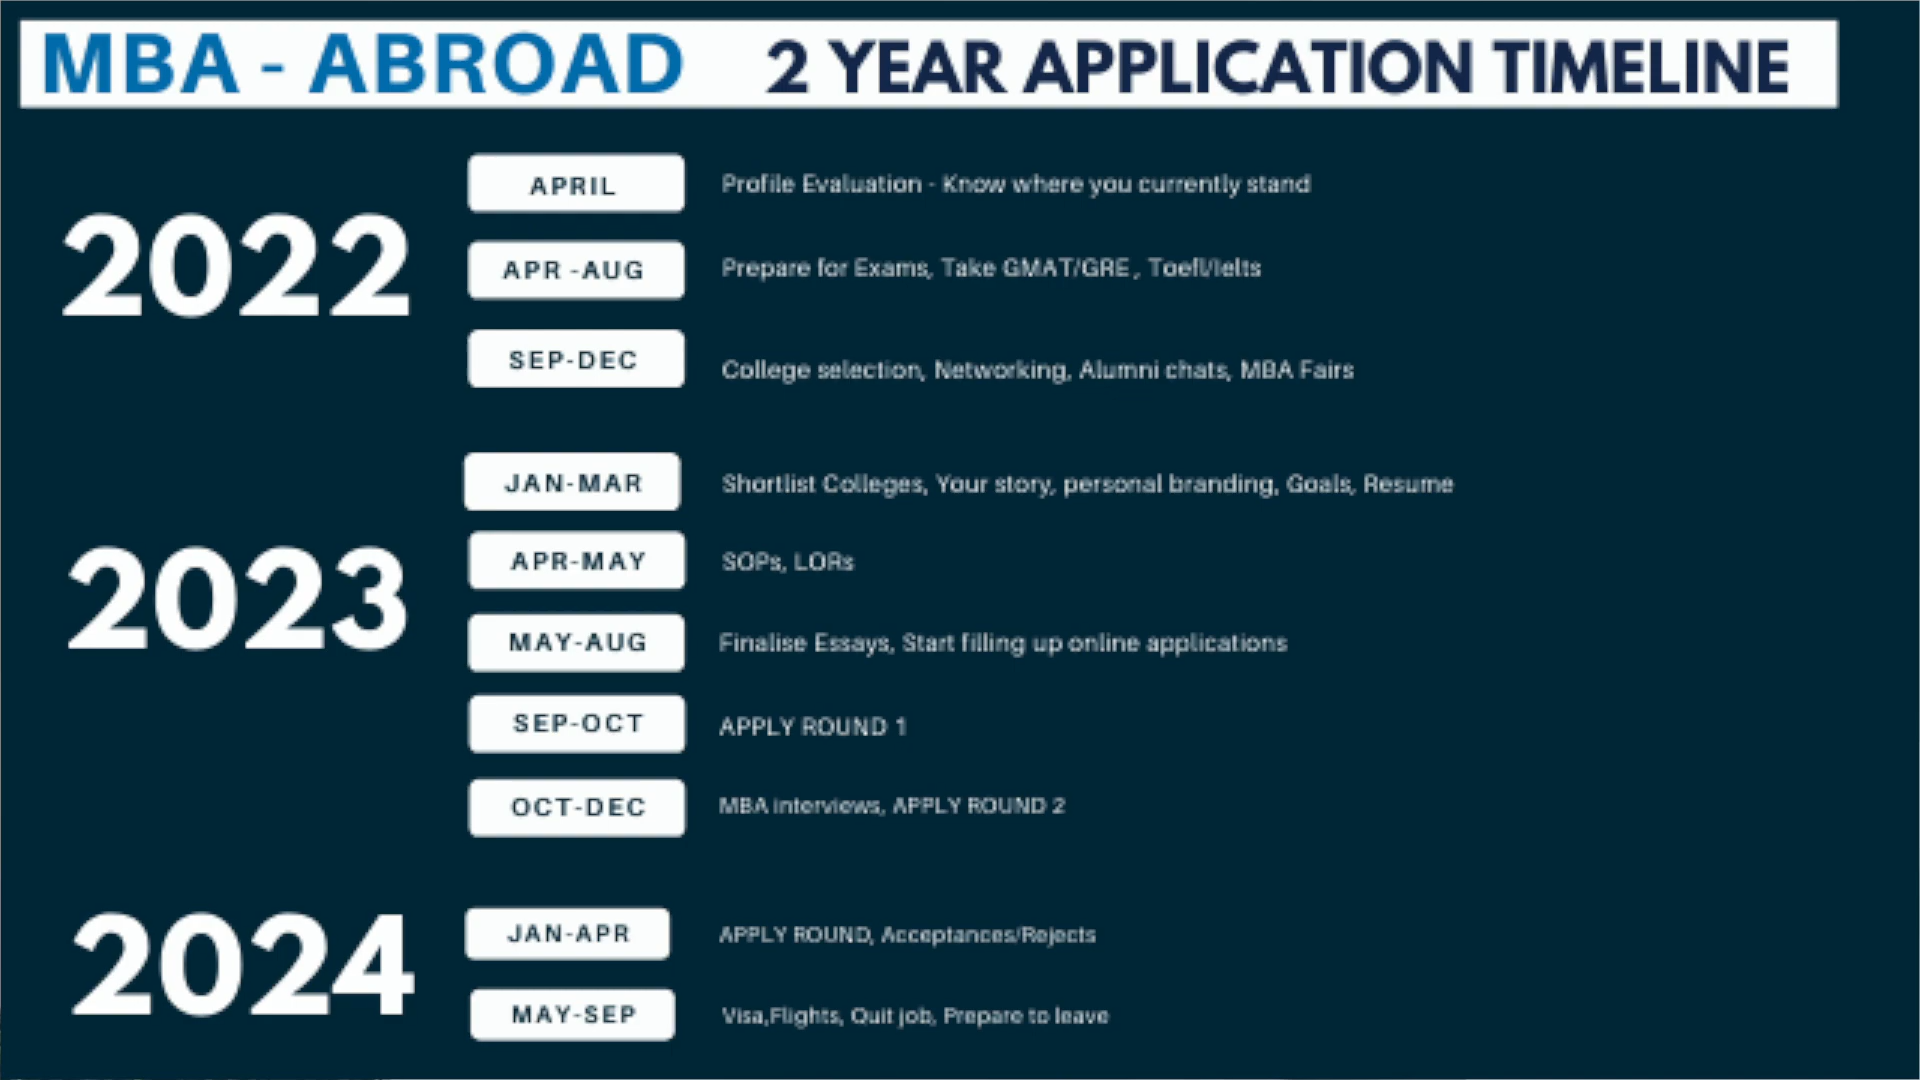 MBA - ABROAD 2 YEAR APPLICATION TIMELINE
2022
APRIL Profile Evaluation - Know where you currently stand
APR -AUG Prepare for Exams, Take GMAT/GRE , Toefl/Ielts
SEP-DEC College selection, Networking, Alumni chats, MBA Fairs
2023
JAN-MAR Shortlist Colleges, Your story, personal branding, Goals, Resume
APR-MAY SOPs, LORs
MAY-AUG Finalise Essays, Start filling up online applications
SEP-OCT APPLY ROUND 1
OCT-DEC MBA interviews, APPLY ROUND 2
2024
JAN-APR APPLY ROUND, Acceptances/Rejects
MAY-SEP Visa,Flights, Quit job, Prepare to leave